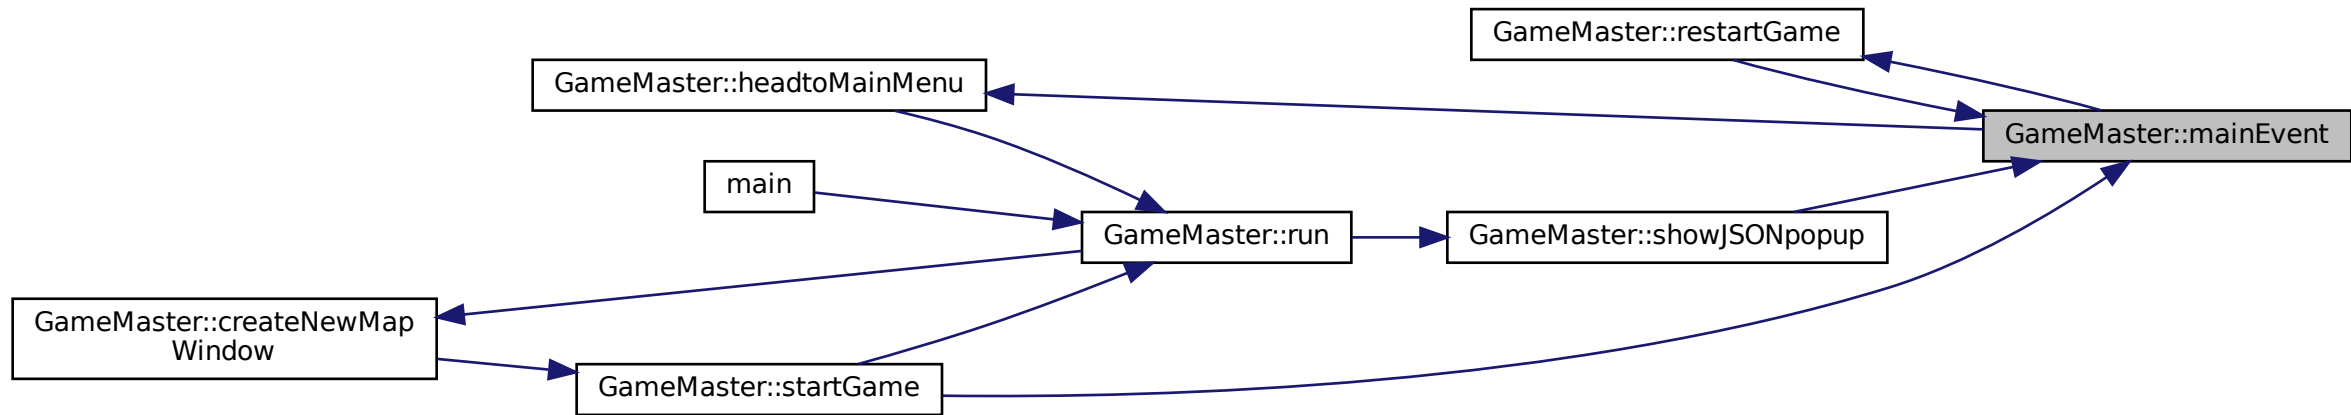 GameMaster::restartGame
GameMaster::headtoMainMenu
GameMaster::mainEvent
main
GameMaster::run
GameMaster::showJSONpopup
GameMaster::createNewMap
Window
GameMaster::startGame